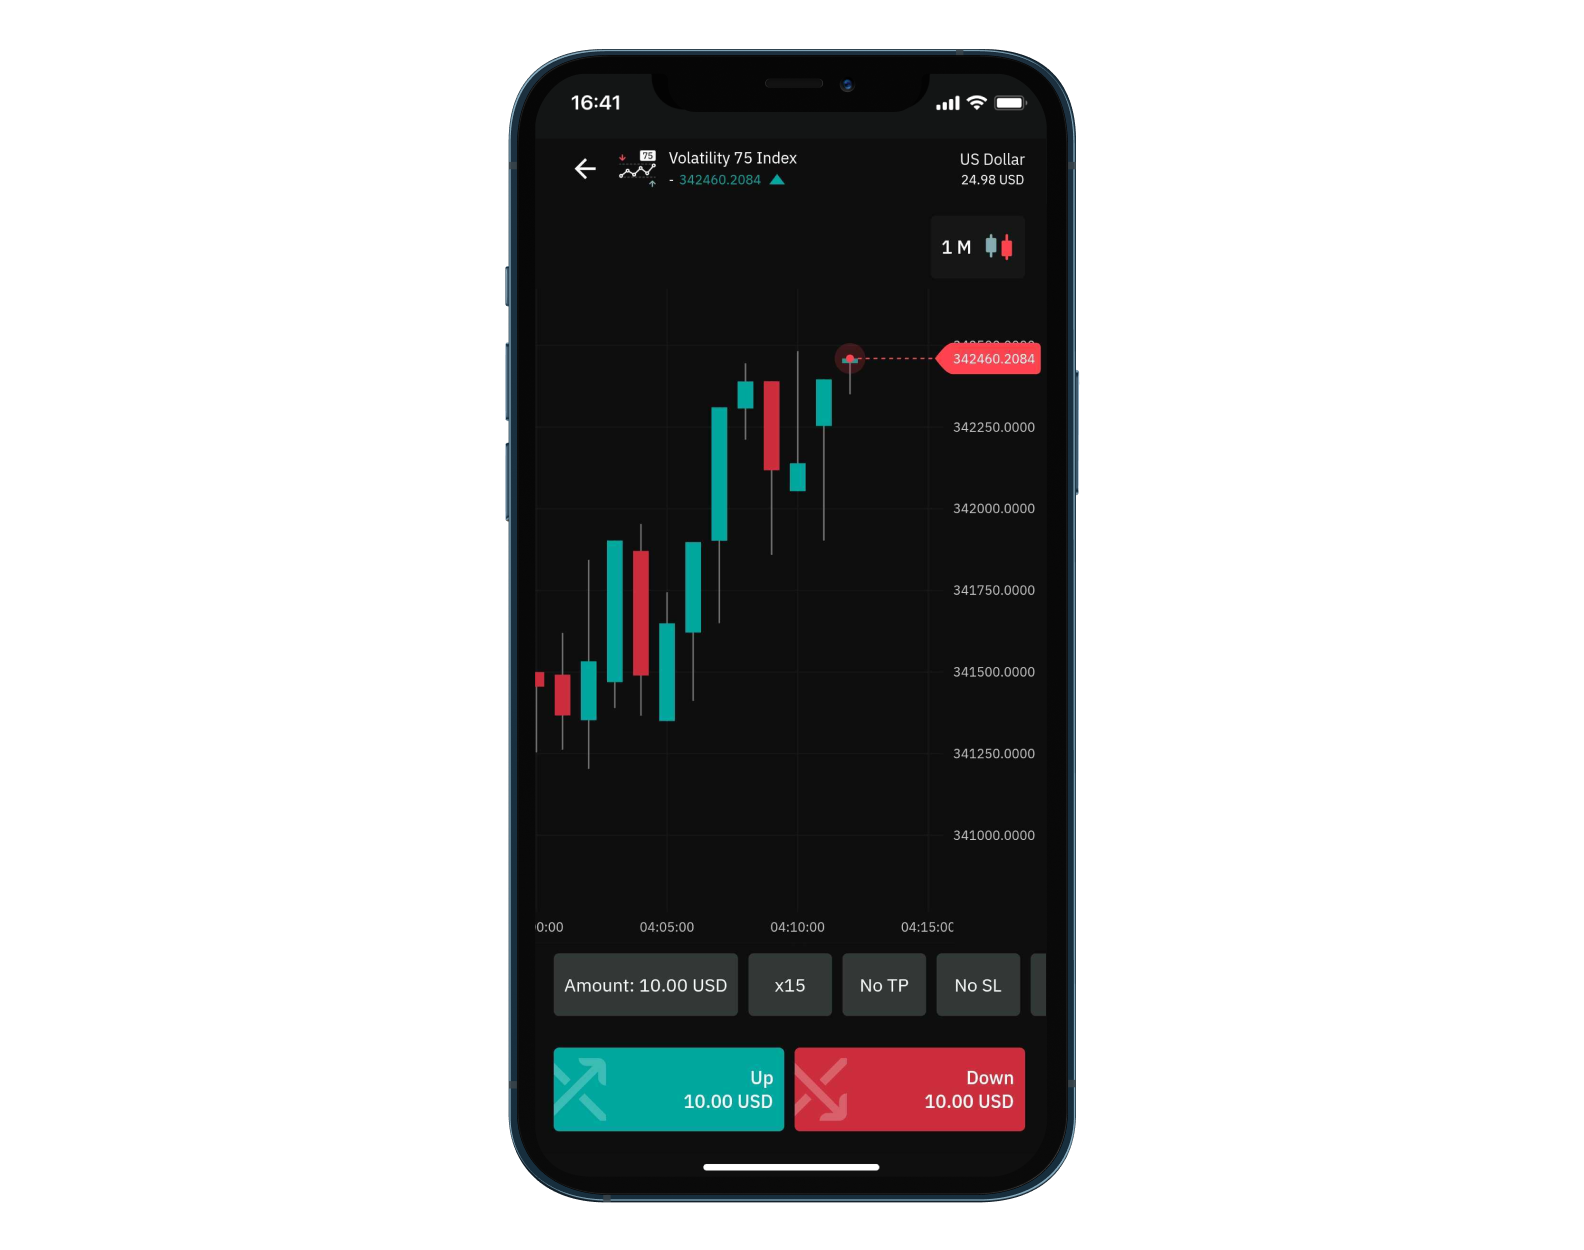 16:41
75
Volatility 75 Index
- 342460.2084
US Dollar
24.98 USD
1 M
342460.2084
342250.0000
342000.0000
341750.0000
341500.0000
341250.0000
341000.0000
0:00 04:05:00 04:10:00 04:15:00
Amount: 10.00 USD x15 No TP No SL
Up
10.00 USD
Down
10.00 USD